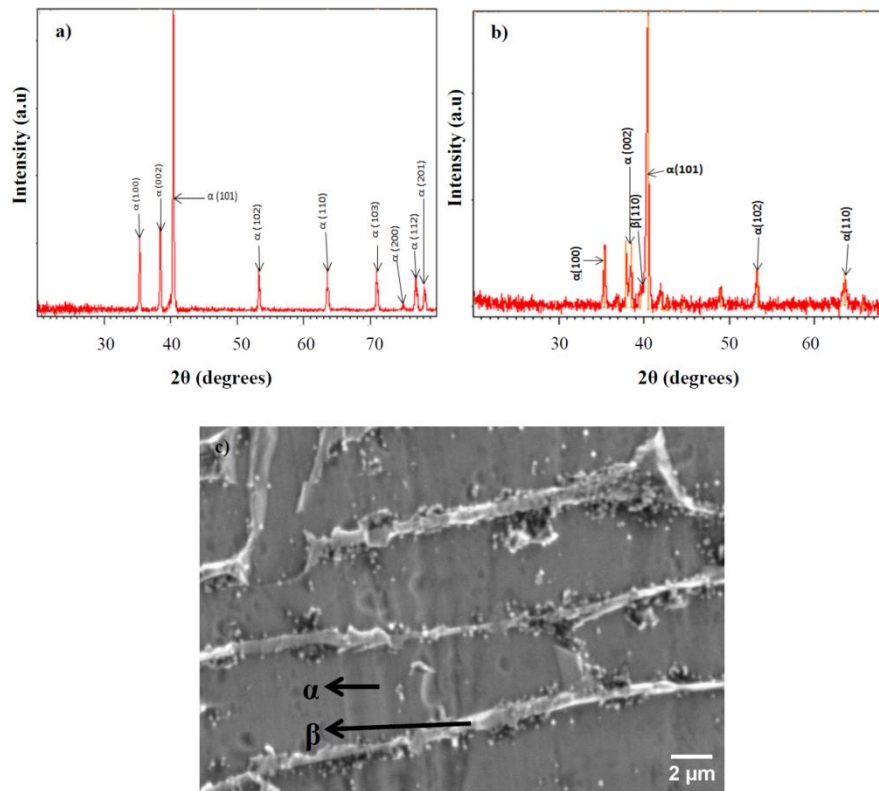 a)
Intensity (a.u)
α (100)
α (002)
α (101)
α (102)
α (110)
α (103)
α (200)
α (112)
α (201)
40
50
60
70
30
2θ (degrees)
b)
Intensity (a.u)
α(100)
α (002)
β(110)
α(101)
α(102)
α(110)
30
40
50
60
2θ (degrees)
c)
α
β
2 µm